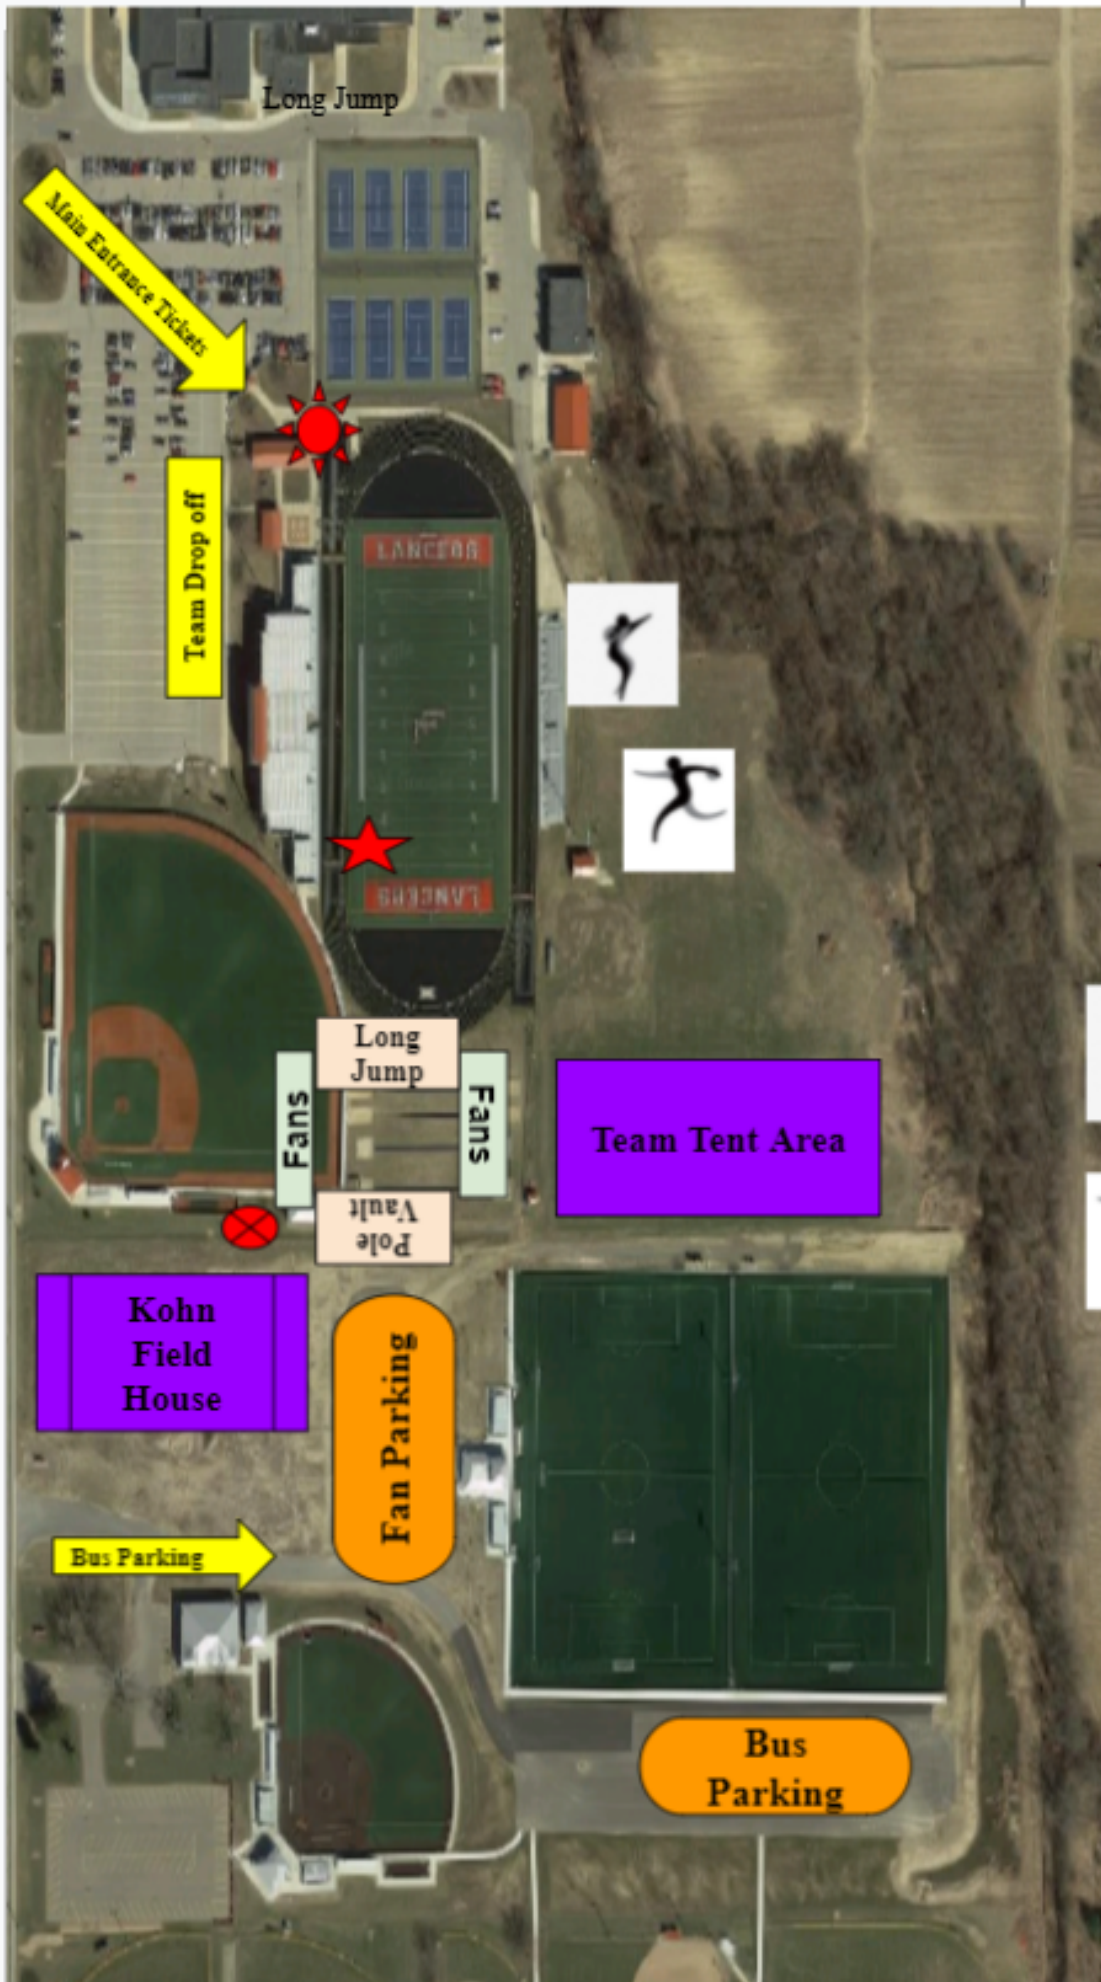 Long Jump
Main Entrance Tickets
Team Drop off
LANCERS
LANCERS
Long
Jump
Fans
Fans
Team Tent Area
Pole
Vault
Kohn
Field
House
Fan Parking
Bus Parking
Bus
Parking